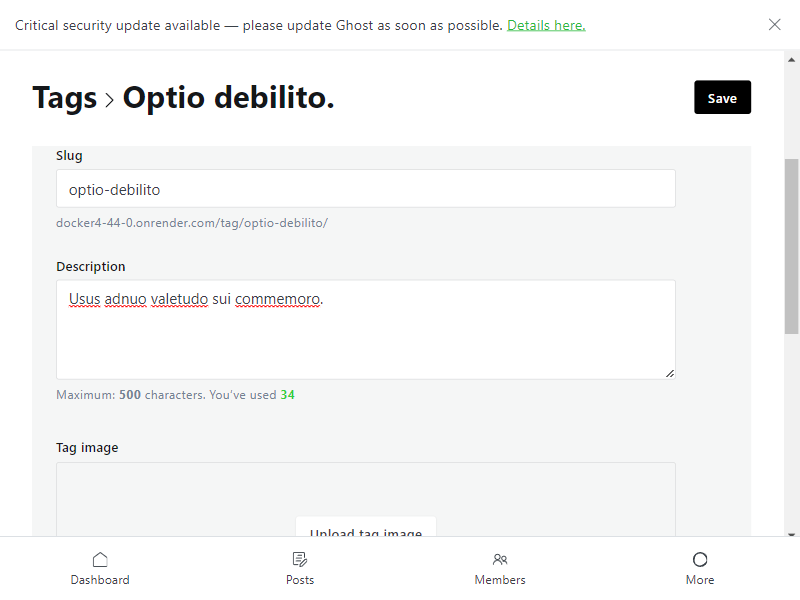 Critical security update available — please update Ghost as soon as possible. Details here.
Tags > Optio debilito.
Save
Slug
optio-debilito
docker4-44-0.onrender.com/tag/optio-debilito/
Description
Usus adnuo valetudo sui commemoro.
Maximum: 500 characters. You've used 34
Tag image
Upload tag image
Dashboard
Posts
Members
More